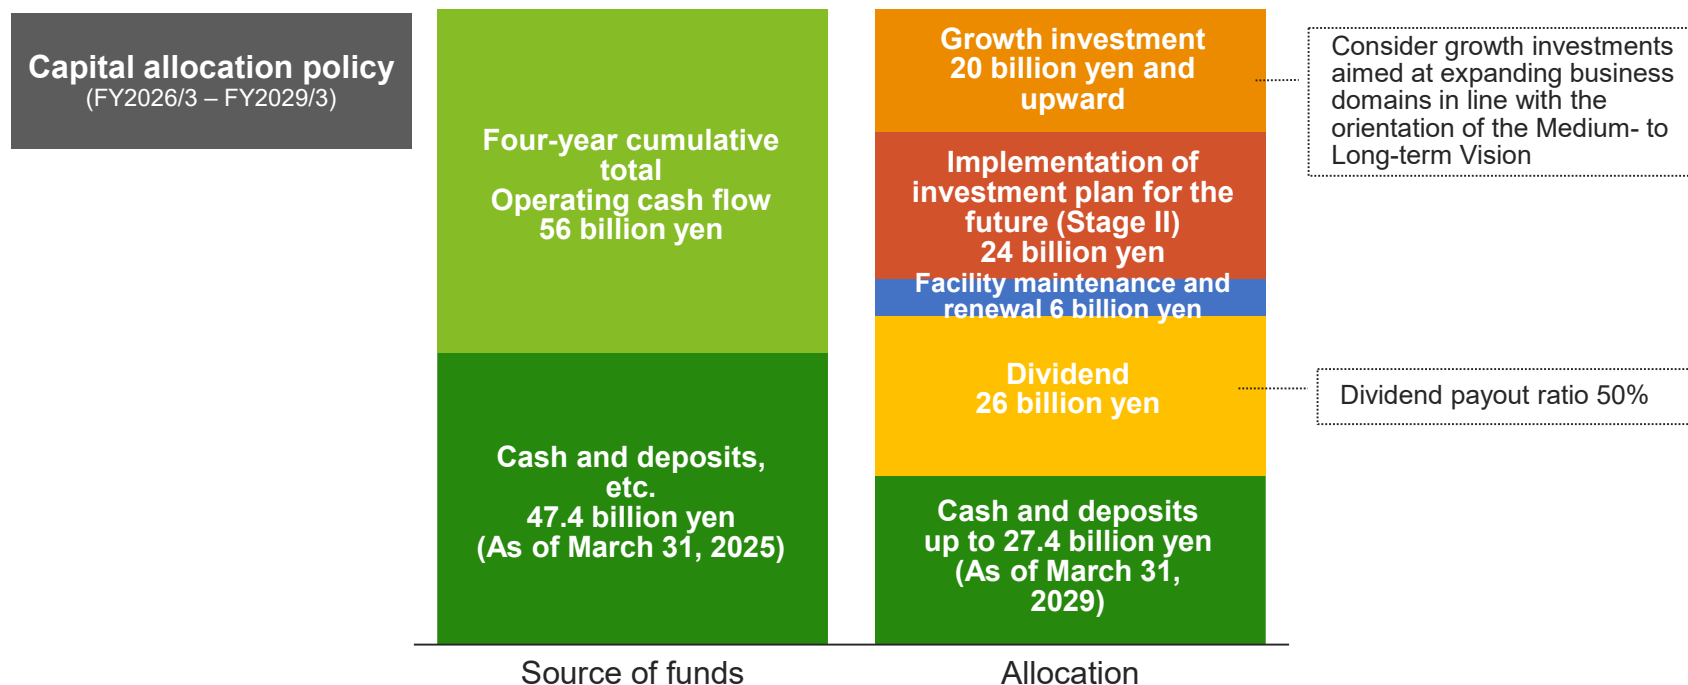 Capital allocation policy
(FY2026/3 – FY2029/3)
Four-year cumulative
total
Operating cash flow
56 billion yen
Cash and deposits,
etc.
47.4 billion yen
(As of March 31, 2025)
Source of funds
Growth investment
20 billion yen and
upward
Implementation of
investment plan for the
future (Stage II)
24 billion yen
Facility maintenance and
renewal 6 billion yen
Dividend
26 billion yen
Cash and deposits
up to 27.4 billion yen
(As of March 31,
2029)
Allocation
Consider growth investments
aimed at expanding business
domains in line with the
orientation of the Medium- to
Long-term Vision
Dividend payout ratio 50%